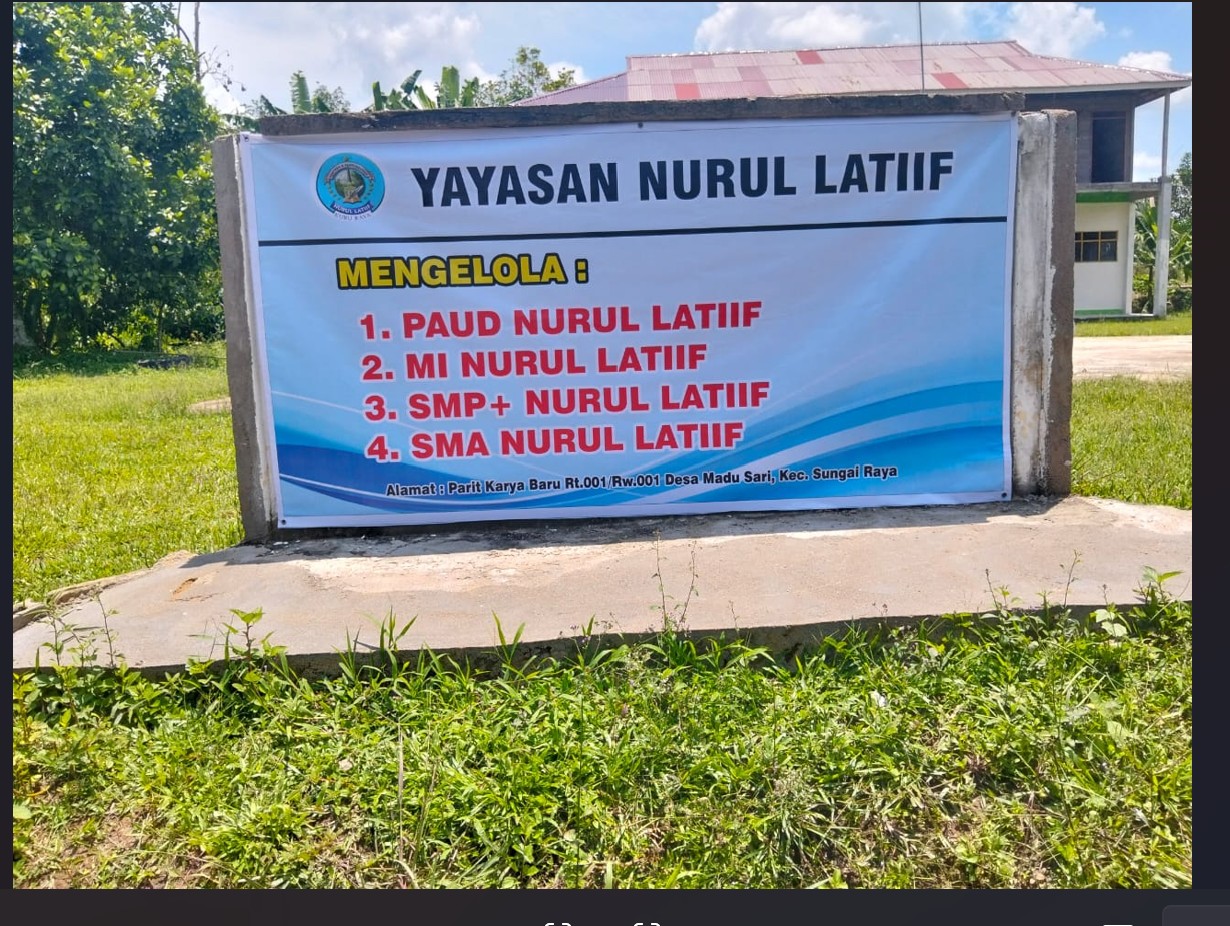 YAYASAN NURUL LATIIF
MENGELOLA :
1. PAUD NURUL LATIIF
2. MI NURUL LATIIF
3. SMP+ NURUL LATIIF
4. SMA NURUL LATIIF
Alamat : Parit Karya Baru Rt.001/Rw.001 Desa Madu Sari, Kec. Sungai Raya